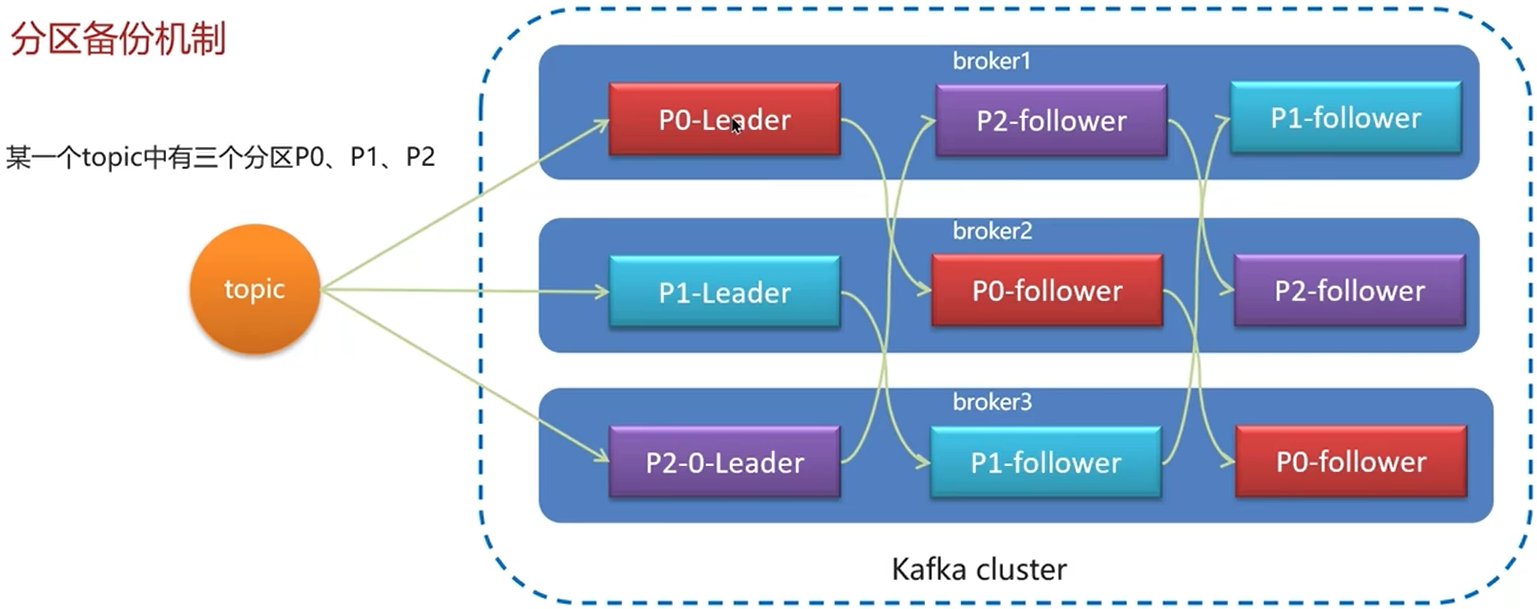 分区备份机制
某一个topic中有三个分区P0、P1、P2
topic
broker1
P0-Leader
P2-follower
P1-follower
broker2
P1-Leader
P0-follower
P2-follower
broker3
P2-0-Leader
P1-follower
P0-follower
Kafka cluster